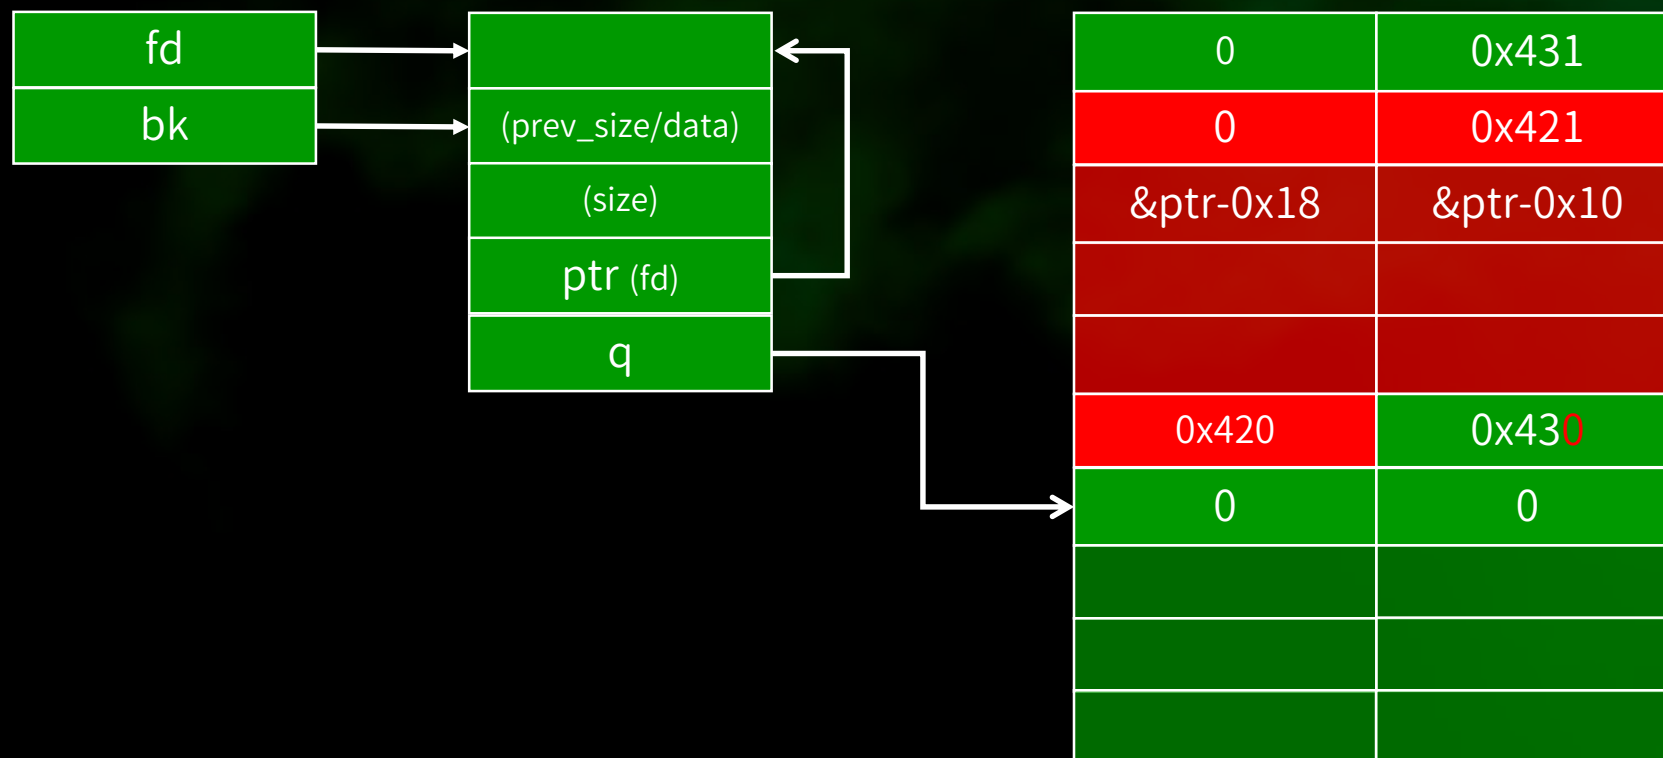 fd
bk
(prev_size/data)
(size)
ptr (fd)
q
0 0x431
0 0x421
&ptr-0x18 &ptr-0x10
0x420 0x430
0 0